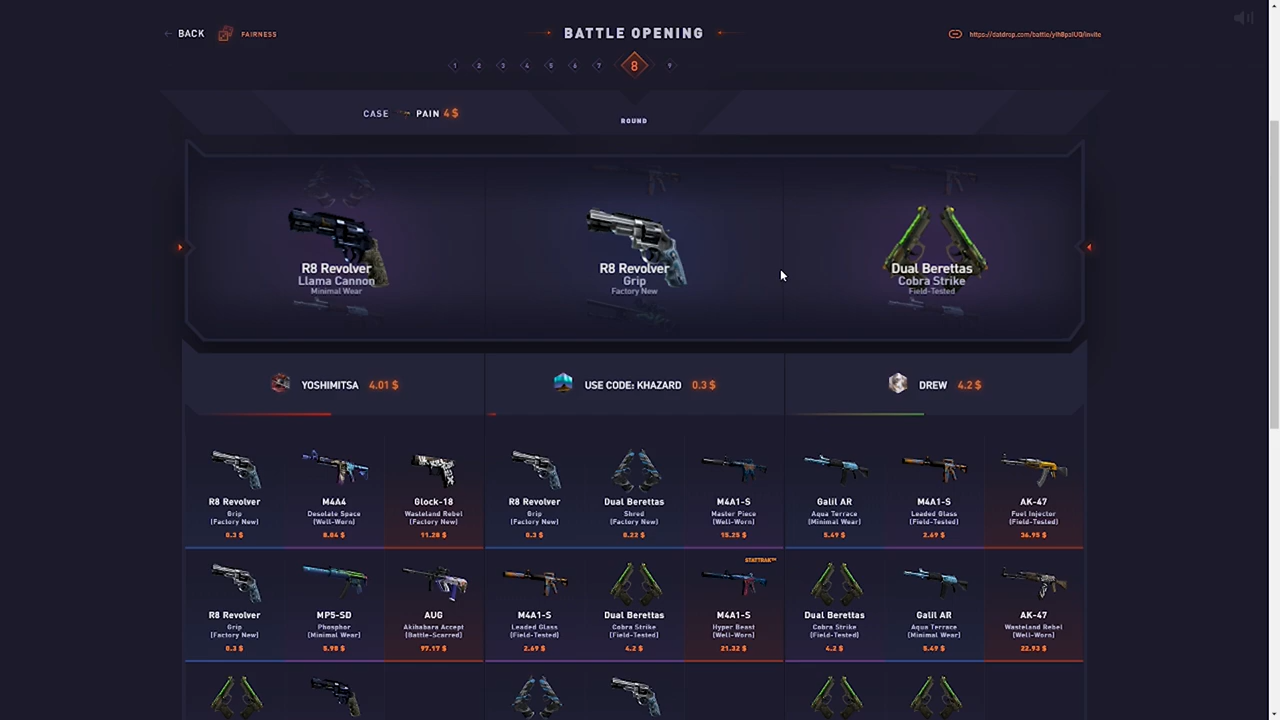 BACK
FAIRNESS
BATTLE OPENING
1 2 3 4 5 6 7 8 9
CASE PAIN 4$
ROUND
R8 Revolver
Llama Cannon
Minimal Wear
R8 Revolver
Grip
Factory New
Dual Berettas
Cobra Strike
Field-Tested
YOSHIMITSA 4.01 $
USE CODE: KHAZARD 0.3 $
DREW 4.2 $
R8 Revolver
Grip
(Factory New)
0.3 $
M4A4
Desolate Space
(Well-Worn)
8.04 $
Glock-18
Wasteland Rebel
(Factory New)
11.28 $
R8 Revolver
Grip
(Factory New)
0.3 $
Dual Berettas
Shred
(Factory New)
0.22 $
M4A1-S
Master Piece
(Well-Worn)
15.25 $
Galil AR
Aqua Terrace
(Minimal Wear)
5.49 $
M4A1-S
Leaded Glass
(Field-Tested)
2.69 $
AK-47
Fuel Injector
(Field-Tested)
36.95 $
R8 Revolver
Grip
(Factory New)
0.3 $
MP5-SD
Phosphor
(Minimal Wear)
5.98 $
AUG
Akihabara Accept
(Battle-Scarred)
97.17 $
M4A1-S
Leaded Glass
(Field-Tested)
2.69 $
Dual Berettas
Cobra Strike
(Field-Tested)
4.2 $
STATTRAK™
M4A1-S
Hyper Beast
(Well-Worn)
21.32 $
Dual Berettas
Cobra Strike
(Field-Tested)
4.2 $
Galil AR
Aqua Terrace
(Minimal Wear)
5.49 $
AK-47
Wasteland Rebel
(Well-Worn)
22.93 $